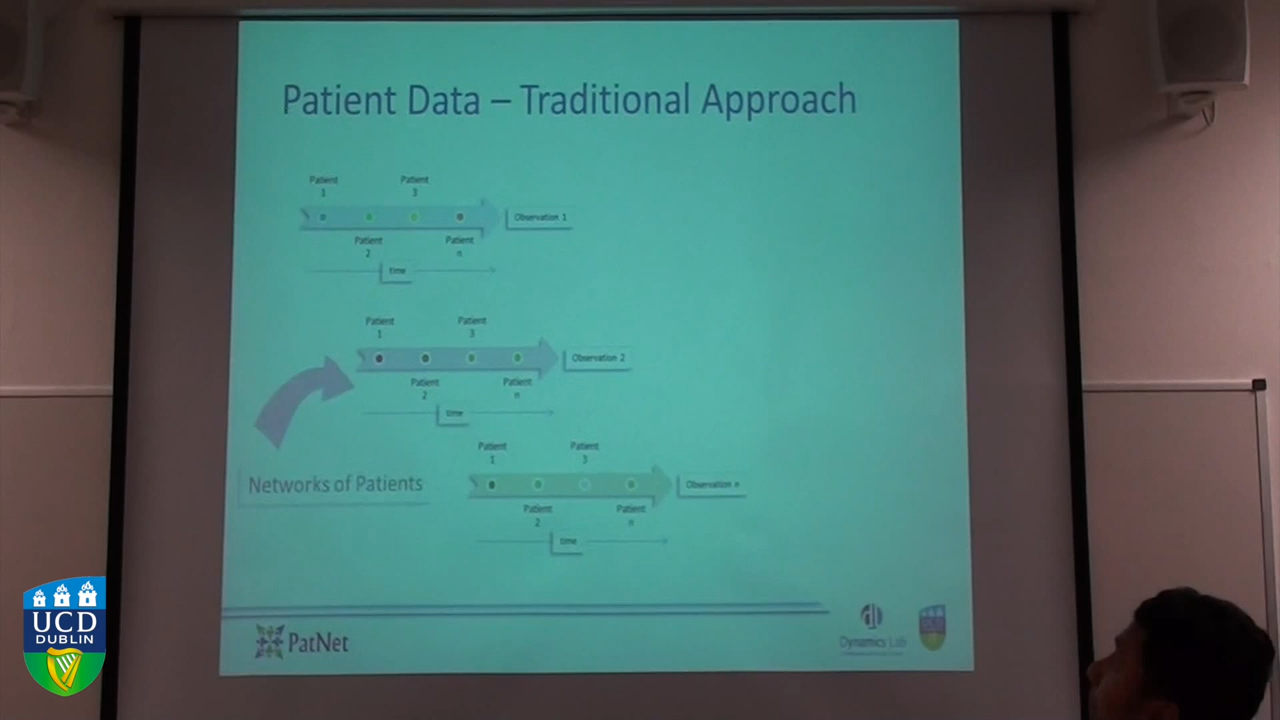 Patient Data – Traditional Approach
Patient
1
Patient
3
Observation 1
Patient
2
Patient
n
time
Patient
1
Patient
3
Observation 2
Patient
2
Patient
n
time
Networks of Patients
Patient
1
Patient
3
Observation n
Patient
2
Patient
n
time
PatNet
Dynamics Lab
UCD
DUBLIN